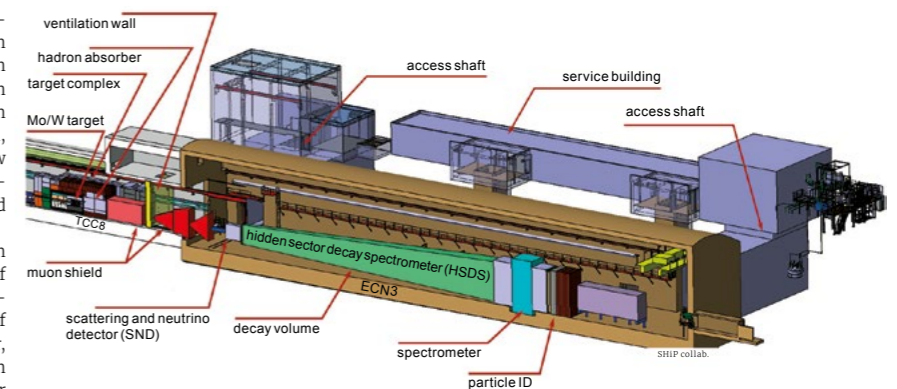 ventilation wall
hadron absorber
target complex
Mo/W target
access shaft
service building
access shaft
TCC8
muon shield
hidden sector decay spectrometer (HSDS)
ECN3
scattering and neutrino
detector (SND)
decay volume
spectrometer
particle ID
SHiP collab.